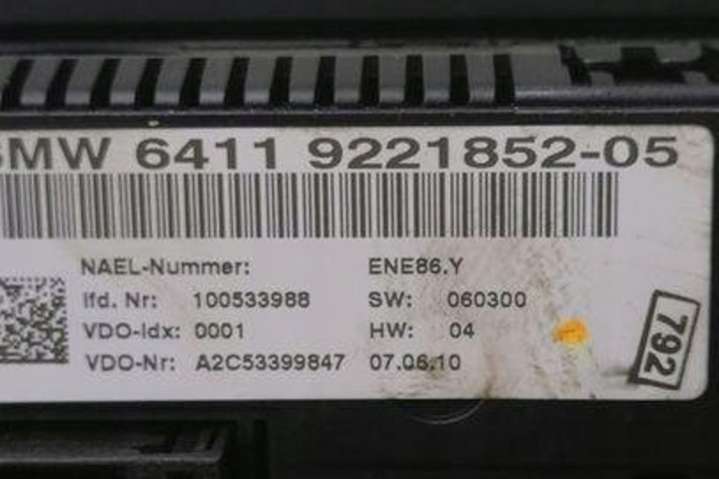 BMW 6411 9221852-05
NAEL-Nummer: ENE86.Y
lfd. Nr: 100533988 SW: 060300
VDO-Idx: 0001 HW: 04
VDO-Nr: A2C53399847 07.06.10
792